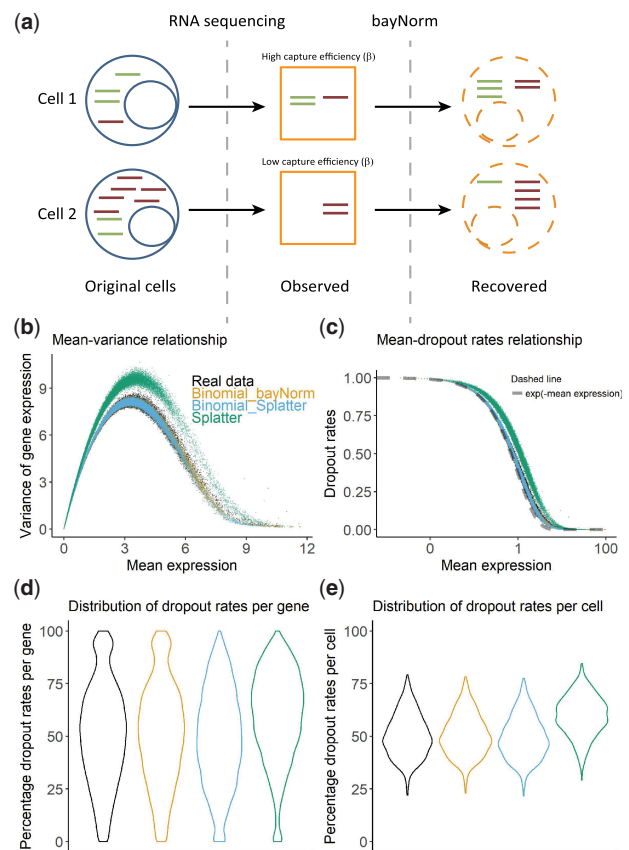 (a)
RNA sequencing
bayNorm
High capture efficiency (β)
Cell 1
Low capture efficiency (β)
Cell 2
Original cells
Observed
Recovered
(b)
Mean-variance relationship
Variance of gene expression
9
6
3
0
Real data
Binomial_bayNorm
Binomial_Splatter
Splatter
0 3 6 9 12
Mean expression
(c)
Mean-dropout rates relationship
Dropout rates
1.00
0.75
0.50
0.25
0.00
Dashed line
exp(-mean expression)
0 1 100
Mean expression
(d)
Distribution of dropout rates per gene
Percentage dropout rates per gene
100
75
50
25
0
(e)
Distribution of dropout rates per cell
Percentage dropout rates per cell
100
75
50
25
0